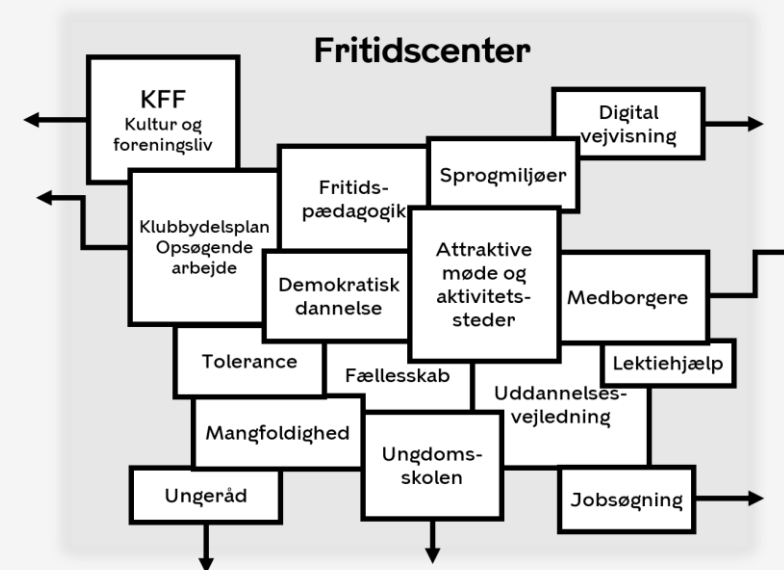 Fritidscenter
KFF
Kultur og
foreningsliv
Digital
vejvisning
Sprogmiljøer
Fritids-
pædagogik
Klubbydelsplan
Opsøgende
arbejde
Attraktive
møde og
aktivitets-
steder
Demokratisk
dannelse
Medborgere
Tolerance
Fællesskab
Lektiehjælp
Uddannelses-
vejledning
Mangfoldighed
Ungdoms-
skolen
Ungeråd
Jobsøgning